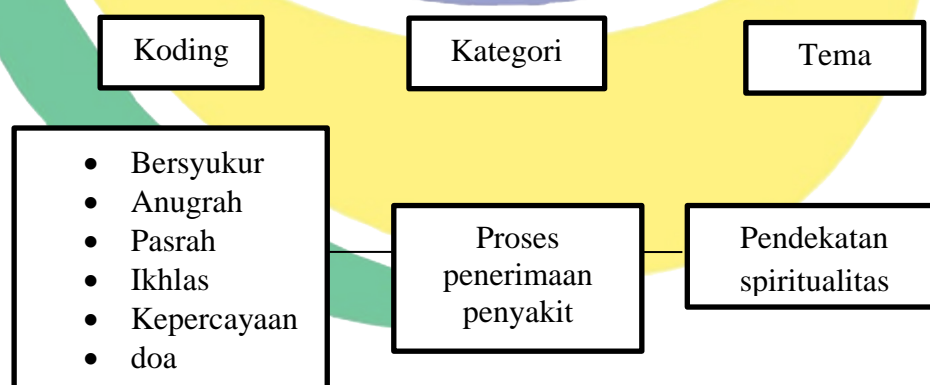 Koding
Kategori
Tema
• Bersyukur
• Anugrah
• Pasrah
• Ikhlas
• Kepercayaan
• doa
Proses
penerimaan
penyakit
Pendekatan
spiritualitas